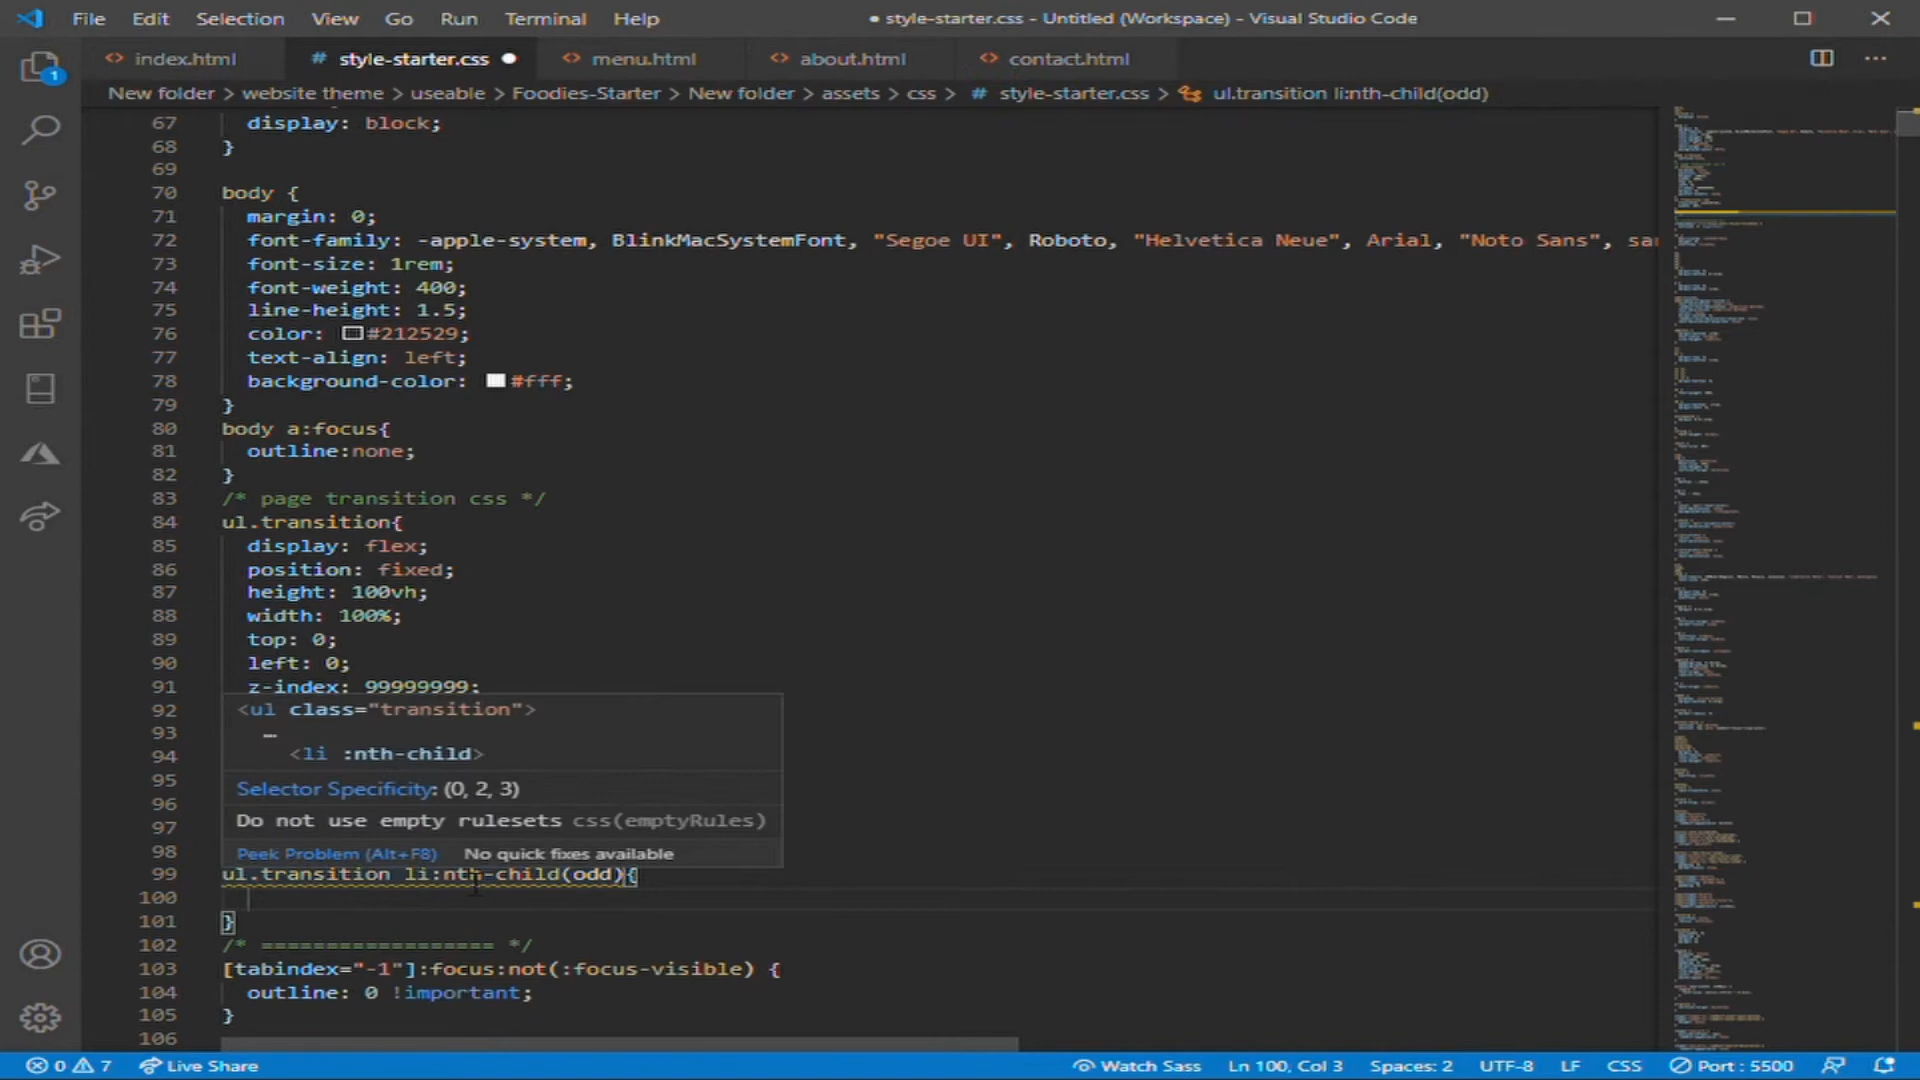 File Edit Selection View Go Run Terminal Help ● style-starter.css - Untitled (Workspace) - Visual Studio Code
1
<> index.html # style-starter.css ● <> menu.html <> about.html <> contact.html ...
New folder > website theme > useable > Foodies-Starter > New folder > assets > css > # style-starter.css > ul.transition li:nth-child(odd)
67 display: block;
68 }
69
70 body {
71 margin: 0;
72 font-family: -apple-system, BlinkMacSystemFont, "Segoe UI", Roboto, "Helvetica Neue", Arial, "Noto Sans",
73 font-size: 1rem;
74 font-weight: 400;
75 line-height: 1.5;
76 color: #212529;
77 text-align: left;
78 background-color: #fff;
79 }
80 body a:focus{
81 outline:none;
82 }
83 /* page transition css */
84 ul.transition{
85 display: flex;
86 position: fixed;
87 height: 100vh;
88 width: 100%;
89 top: 0;
90 left: 0;
91 z-index: 99999999;
92 <ul class="transition">
93 …
94 <li :nth-child>
95
96 Selector Specificity: (0, 2, 3)
97 Do not use empty rulesets css(emptyRules)
98 Peek Problem (Alt+F8) No quick fixes available
99 ul.transition li:nth-child(odd){
100
101 }
102 /* ================== */
103 [tabindex="-1"]:focus:not(:focus-visible) {
104 outline: 0 !important;
105 }
106
0 7 Live Share Watch Sass Ln 100, Col 3 Spaces: 2 UTF-8 LF CSS Port : 5500